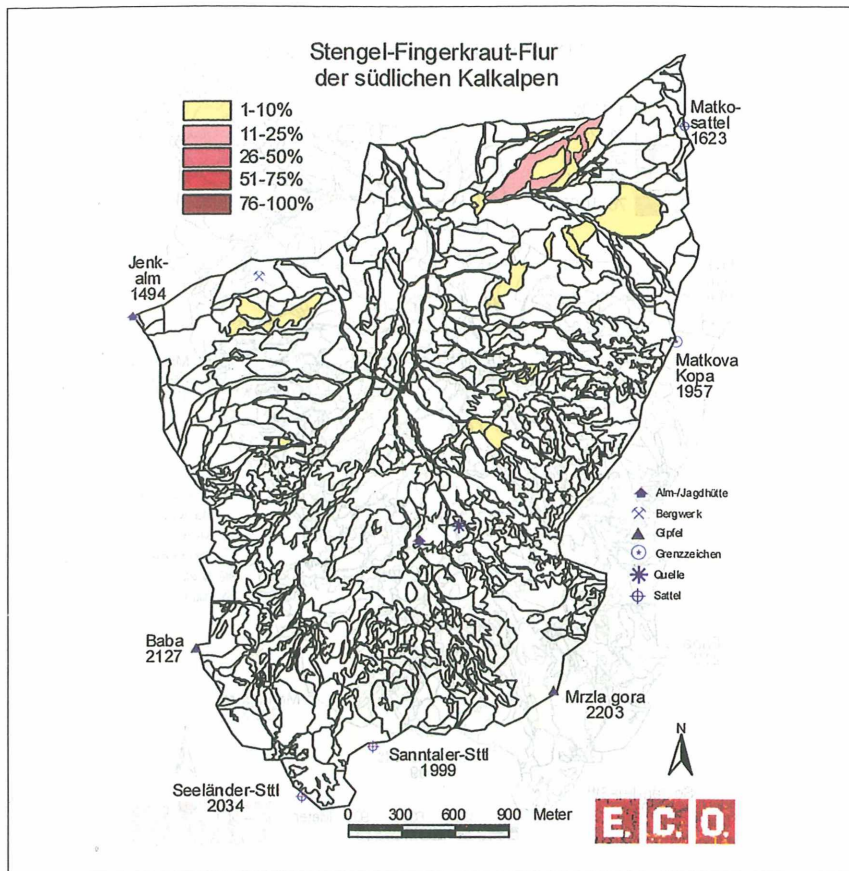 Stengel-Fingerkraut-Flur
der südlichen Kalkalpen
1-10%
11-25%
26-50%
51-75%
76-100%
Matko-
sattel
1623
Jenk-
alm
1494
Matkova
Kopa
1957
Alm-/Jagdhütte
Bergwerk
Gipfel
Grenzzeichen
Quelle
Sattel
Baba
2127
Mrzla gora
2203
Sanntaler-Sttl
1999
Seeländer-Sttl
2034
N
0 300 600 900 Meter
E. C. O.